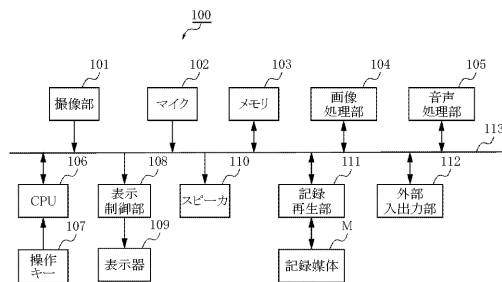 100
101 102 103 104 105
撮像部 マイク メモリ 画像 音声
処理部 処理部
113
106 108 110 111 112
CPU 表示 スピーカ 記録 外部
制御部 再生部 入出力部
107 109 M
操作 表示器 記録媒体
キー